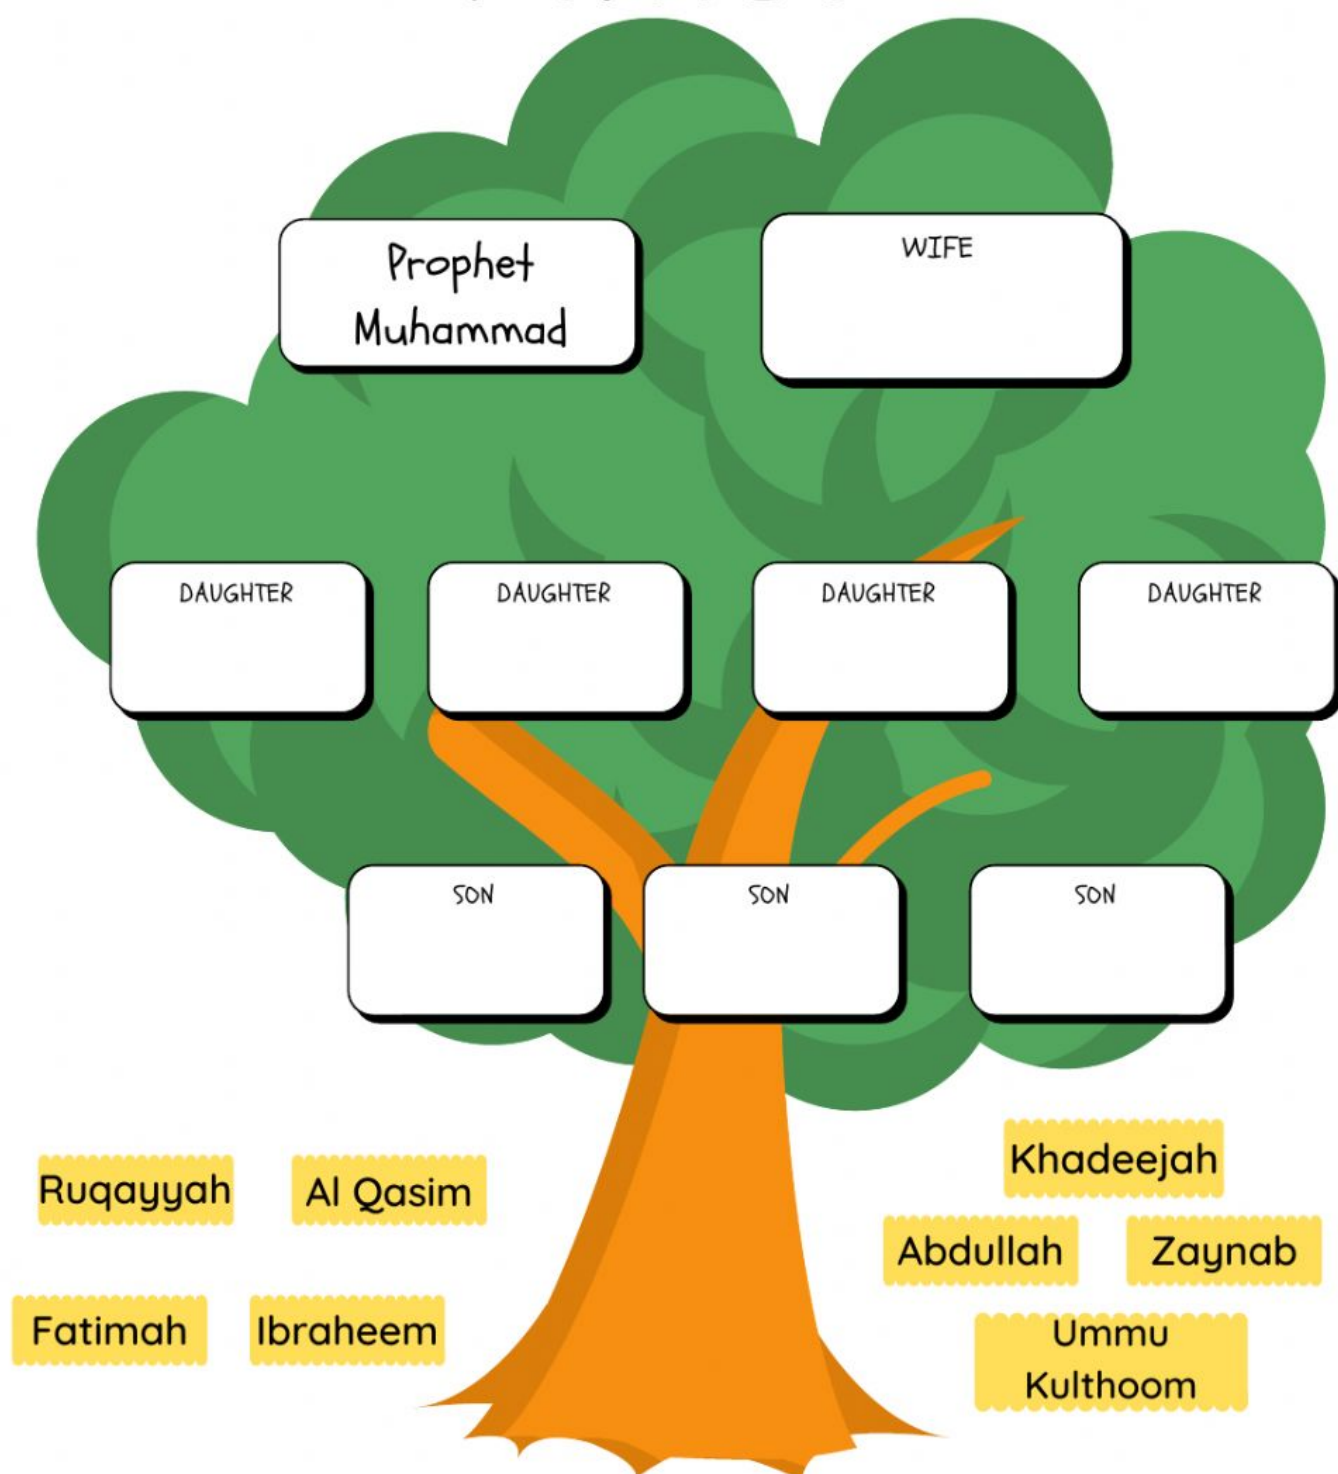 Prophet
Muhammad
WIFE
DAUGHTER
DAUGHTER
DAUGHTER
DAUGHTER
SON
SON
SON
Ruqayyah
Al Qasim
Khadeejah
Abdullah
Zaynab
Fatimah
Ibraheem
Ummu
Kulthoom